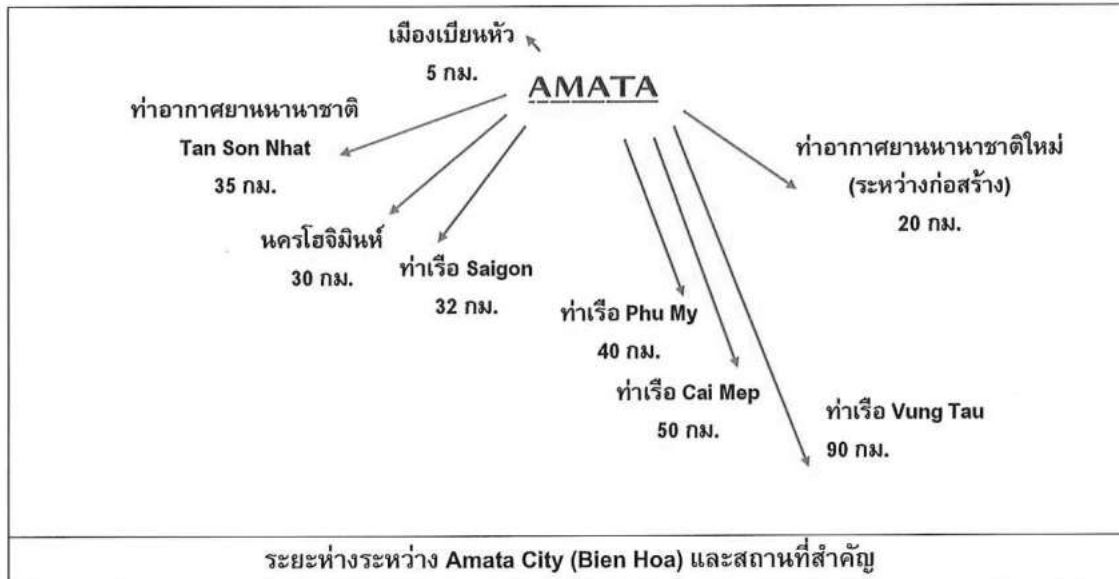 เมืองเบียนหัว
5 กม.
AMATA
ท่าอากาศยานนานาชาติ
Tan Son Nhat
35 กม.
ท่าอากาศยานนานาชาติใหม่
(ระหว่างก่อสร้าง)
20 กม.
นครโฮจิมินห์
30 กม.
ท่าเรือ Saigon
32 กม.
ท่าเรือ Phu My
40 กม.
ท่าเรือ Cai Mep
50 กม.
ท่าเรือ Vung Tau
90 กม.
ระยะห่างระหว่าง Amata City (Bien Hoa) และสถานที่สำคัญ